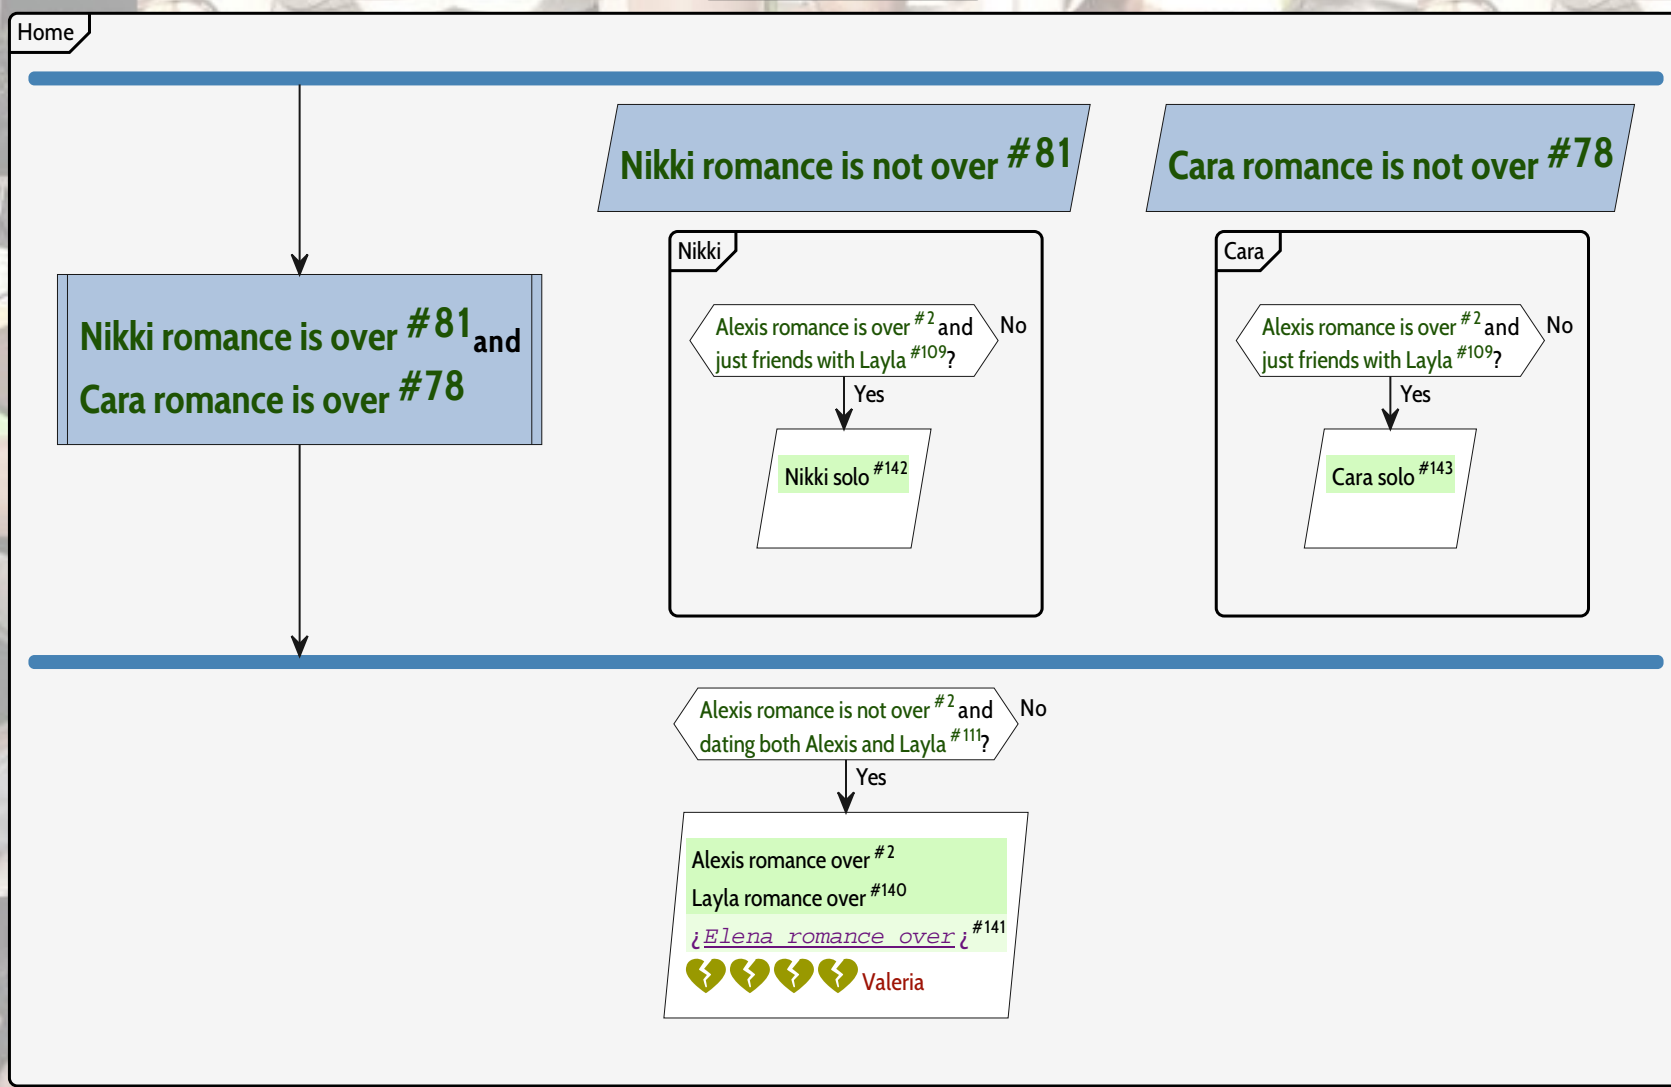 Home
Nikki romance is over #81 and
Cara romance is over #78
Nikki romance is not over #81
Nikki
Alexis romance is over #2 and
just friends with Layla #109?
No
Yes
Nikki solo #142
Cara romance is not over #78
Cara
Alexis romance is over #2 and
just friends with Layla #109?
No
Yes
Cara solo #143
Alexis romance is not over #2 and
dating both Alexis and Layla #111?
No
Yes
Alexis romance over #2
Layla romance over #140
¿Elena romance over¿ #141
Valeria